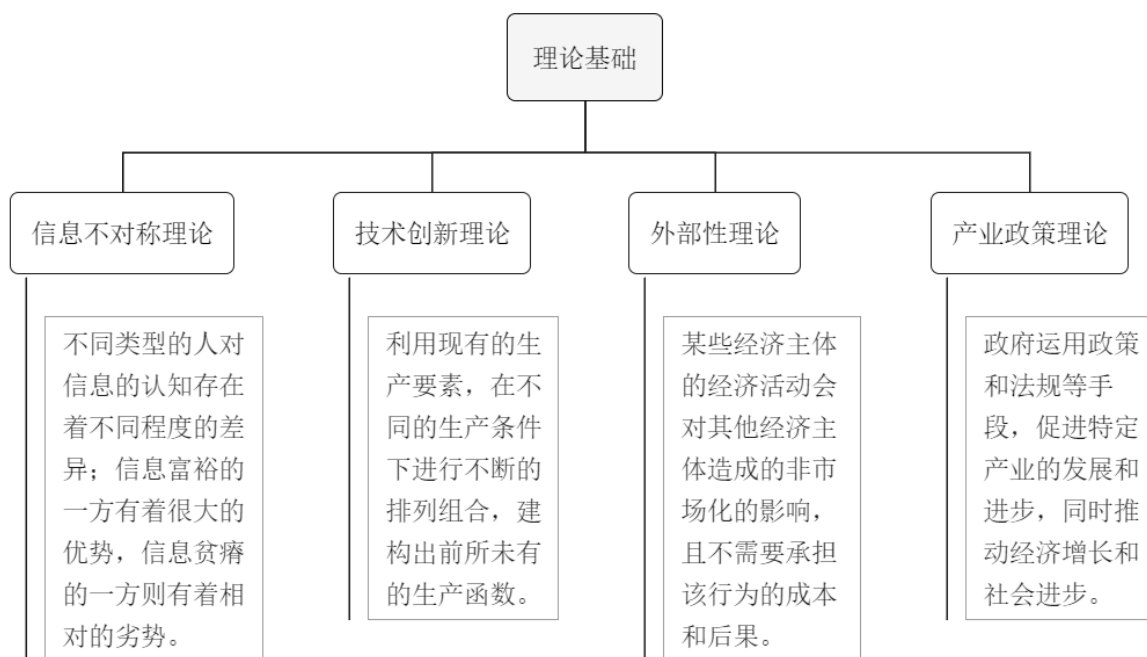 理论基础
信息不对称理论
技术创新理论
外部性理论
产业政策理论
不同类型的人对
信息的认知存在
着不同程度的差
异；信息富裕的
一方有着很大的
优势，信息贫瘠
的一方则有着相
对的劣势。
利用现有的生
产要素，在不
同的生产条件
下进行不断的
排列组合，建
构出前所未有
的生产函数。
某些经济主体
的经济活动会
对其他经济主
体造成的非市
场化的影响，
且不需要承担
该行为的成本
和后果。
政府运用政策
和法规等手
段，促进特定
产业的发展和
进步，同时推
动经济增长和
社会进步。